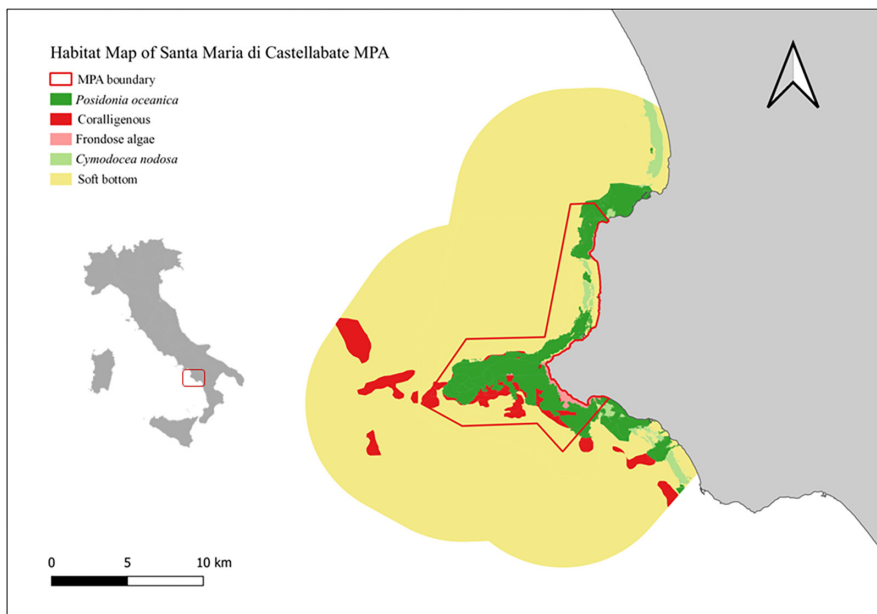 Habitat Map of Santa Maria di Castellabate MPA
MPA boundary
Posidonia oceanica
Coralligenous
Frondose algae
Cymodocea nodosa
Soft bottom
0 5 10 km